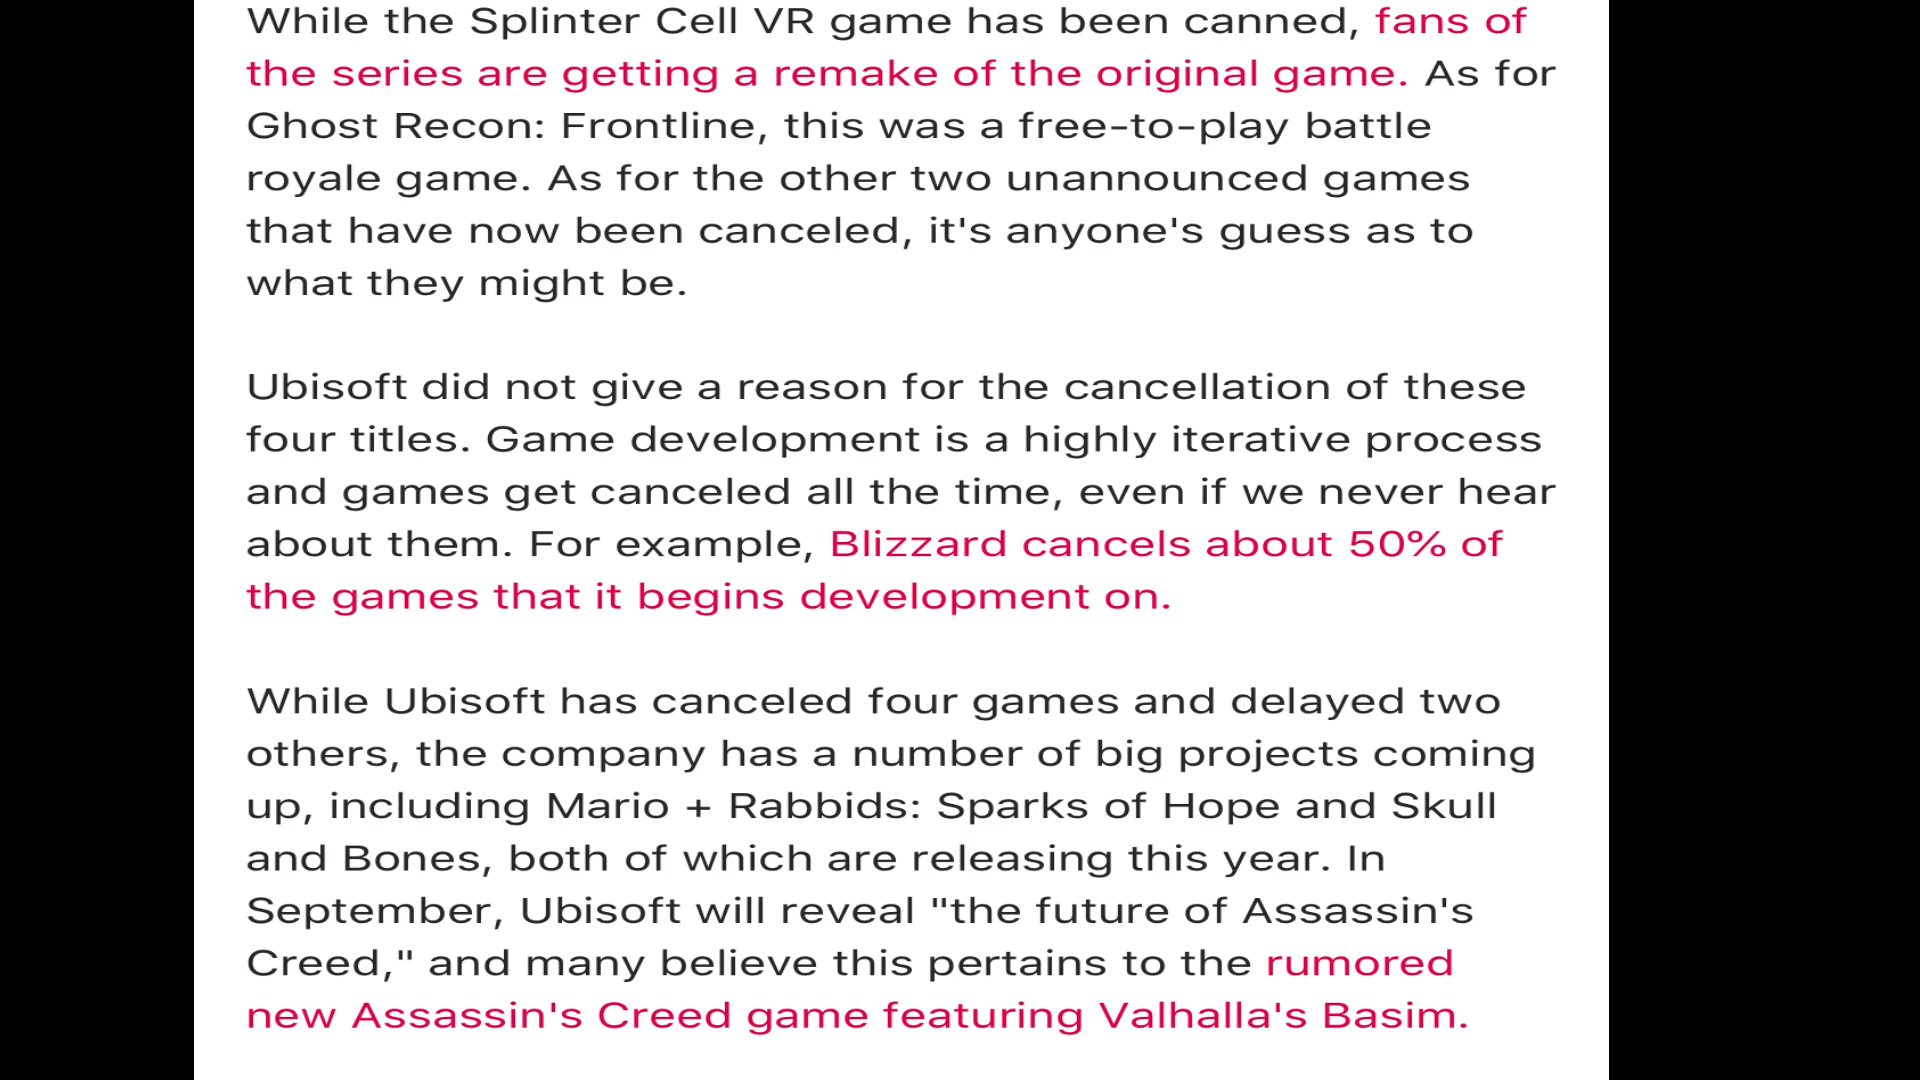 While the Splinter Cell VR game has been canned, fans of
the series are getting a remake of the original game. As for
Ghost Recon: Frontline, this was a free-to-play battle
royale game. As for the other two unannounced games
that have now been canceled, it's anyone's guess as to
what they might be.
Ubisoft did not give a reason for the cancellation of these
four titles. Game development is a highly iterative process
and games get canceled all the time, even if we never hear
about them. For example, Blizzard cancels about 50% of
the games that it begins development on.
While Ubisoft has canceled four games and delayed two
others, the company has a number of big projects coming
up, including Mario + Rabbids: Sparks of Hope and Skull
and Bones, both of which are releasing this year. In
September, Ubisoft will reveal "the future of Assassin's
Creed," and many believe this pertains to the rumored
new Assassin's Creed game featuring Valhalla's Basim.